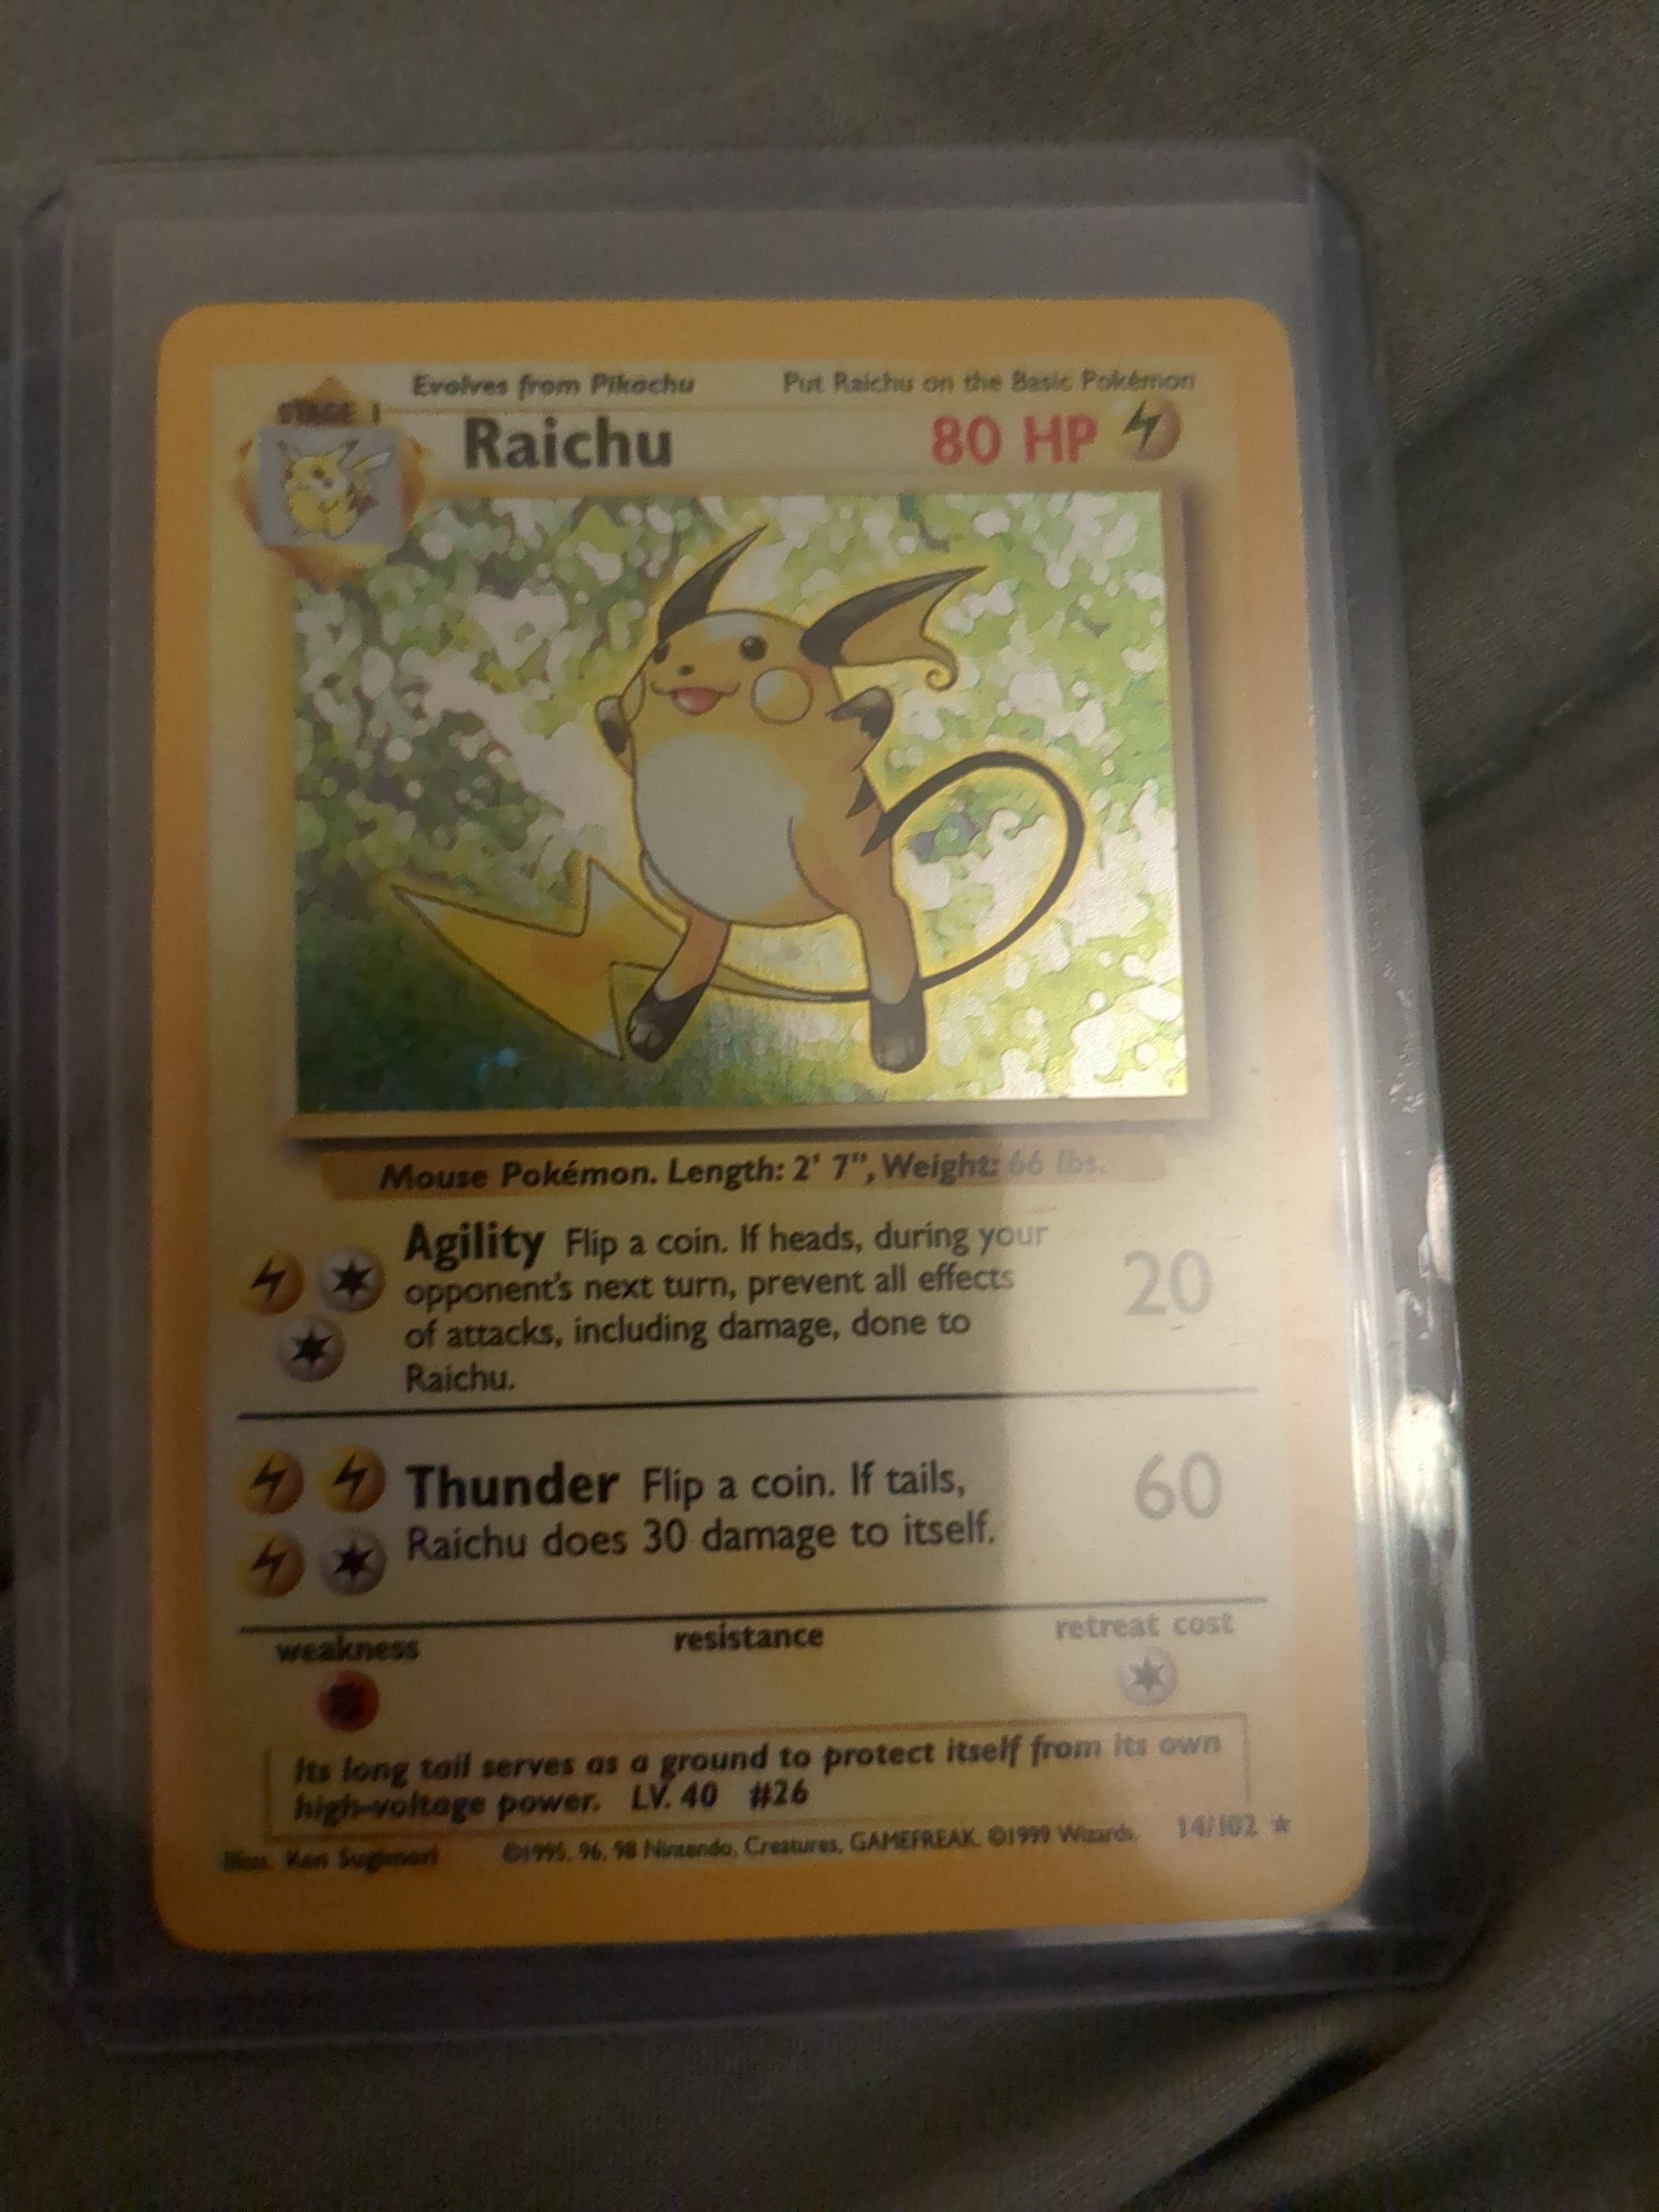 Evolves from Pikachu Put Raichu on the Basic Pokémon
STAGE 1
Raichu 80 HP
Mouse Pokémon. Length: 2' 7", Weight: 66 lbs.
Agility Flip a coin. If heads, during your
opponent's next turn, prevent all effects
of attacks, including damage, done to
Raichu.
20
Thunder Flip a coin. If tails,
Raichu does 30 damage to itself.
60
weakness resistance retreat cost
Its long tail serves as a ground to protect itself from its own
high-voltage power. LV. 40 #26
Illus. Ken Sugimori ©1995, 96, 98 Nintendo, Creatures, GAMEFREAK. ©1999 Wizards. 14/102 ★